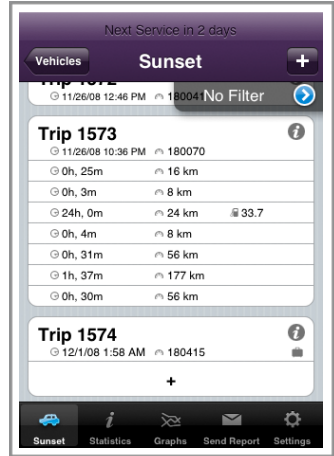 Next Service in 2 days
Vehicles Sunset +
11/26/08 12:46 PM 180041 No Filter
Trip 1573
11/26/08 10:36 PM 180070
0h, 25m 16 km
0h, 3m 8 km
24h, 0m 24 km 33.7
0h, 4m 8 km
0h, 31m 56 km
1h, 37m 177 km
0h, 30m 56 km
Trip 1574
12/1/08 1:58 AM 180415
+
Sunset Statistics Graphs Send Report Settings